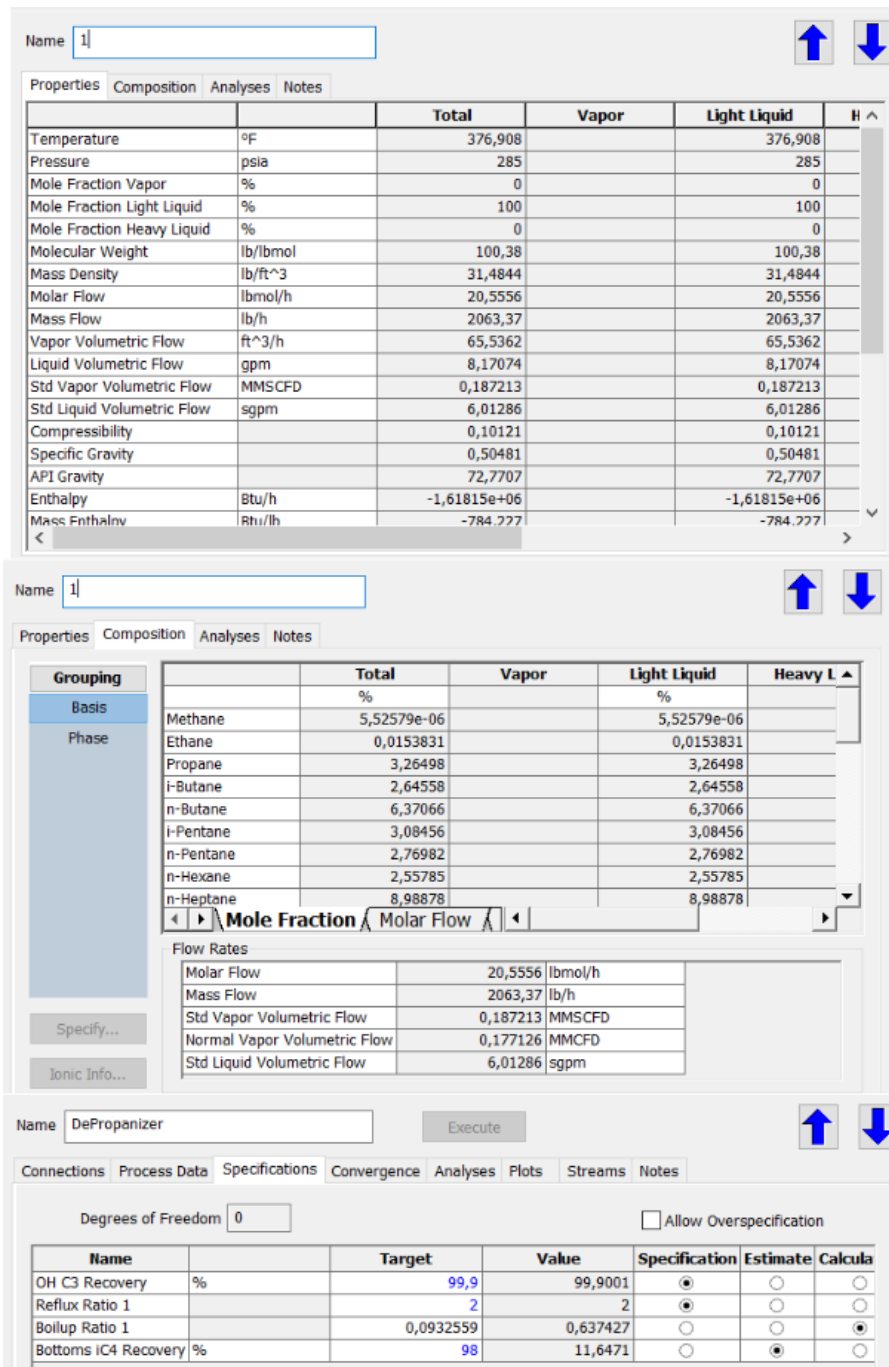 Name 1
Properties Composition Analyses Notes
Total Vapor Light Liquid H
Temperature °F 376,908 376,908
Pressure psia 285 285
Mole Fraction Vapor % 0 0
Mole Fraction Light Liquid % 100 100
Mole Fraction Heavy Liquid % 0 0
Molecular Weight lb/lbmol 100,38 100,38
Mass Density lb/ft^3 31,4844 31,4844
Molar Flow lbmol/h 20,5556 20,5556
Mass Flow lb/h 2063,37 2063,37
Vapor Volumetric Flow ft^3/h 65,5362 65,5362
Liquid Volumetric Flow gpm 8,17074 8,17074
Std Vapor Volumetric Flow MMSCFD 0,187213 0,187213
Std Liquid Volumetric Flow sgpm 6,01286 6,01286
Compressibility 0,10121 0,10121
Specific Gravity 0,50481 0,50481
API Gravity 72,7707 72,7707
Enthalpy Btu/h -1,61815e+06 -1,61815e+06
Mass Enthalpy Btu/lb -784,227 -784,227
Name 1
Properties Composition Analyses Notes
Grouping Total Vapor Light Liquid Heavy L
Basis % %
Methane 5,52579e-06 5,52579e-06
Phase Ethane 0,0153831 0,0153831
Propane 3,26498 3,26498
i-Butane 2,64558 2,64558
n-Butane 6,37066 6,37066
i-Pentane 3,08456 3,08456
n-Pentane 2,76982 2,76982
n-Hexane 2,55785 2,55785
n-Heptane 8,98878 8,98878
Mole Fraction Molar Flow
Flow Rates
Molar Flow 20,5556 lbmol/h
Mass Flow 2063,37 lb/h
Std Vapor Volumetric Flow 0,187213 MMSCFD
Specify... Normal Vapor Volumetric Flow 0,177126 MMCFD
Std Liquid Volumetric Flow 6,01286 sgpm
Ionic Info...
Name DePropanizer Execute
Connections Process Data Specifications Convergence Analyses Plots Streams Notes
Degrees of Freedom 0 Allow Overspecification
Name Target Value Specification Estimate Calcula
OH C3 Recovery % 99,9 99,9001
Reflux Ratio 1 2 2
Boilup Ratio 1 0,0932559 0,637427
Bottoms iC4 Recovery % 98 11,6471